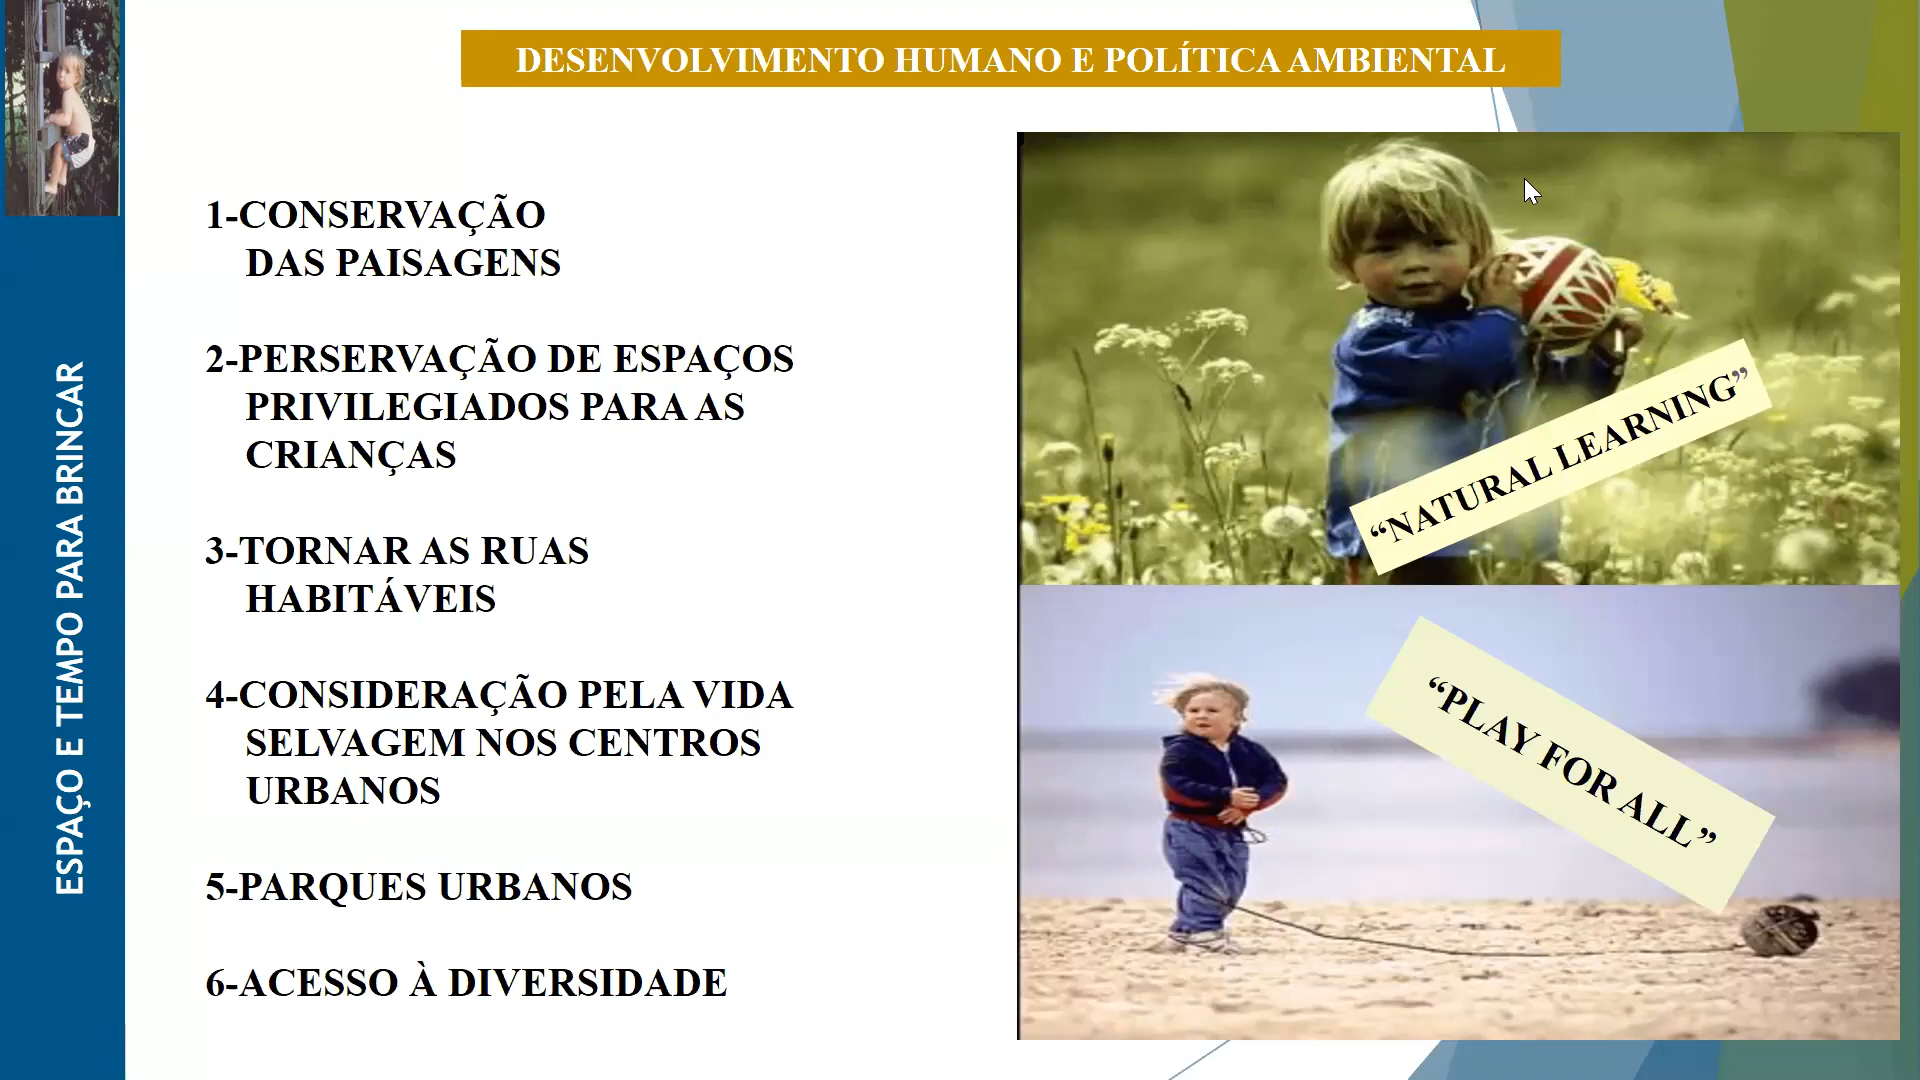 DESENVOLVIMENTO HUMANO E POLÍTICA AMBIENTAL
ESPAÇO E TEMPO PARA BRINCAR
1-CONSERVAÇÃO
DAS PAISAGENS
2-PERSERVAÇÃO DE ESPAÇOS
PRIVILEGIADOS PARA AS
CRIANÇAS
3-TORNAR AS RUAS
HABITÁVEIS
4-CONSIDERAÇÃO PELA VIDA
SELVAGEM NOS CENTROS
URBANOS
5-PARQUES URBANOS
6-ACESSO À DIVERSIDADE
“NATURAL LEARNING”
“PLAY FOR ALL”